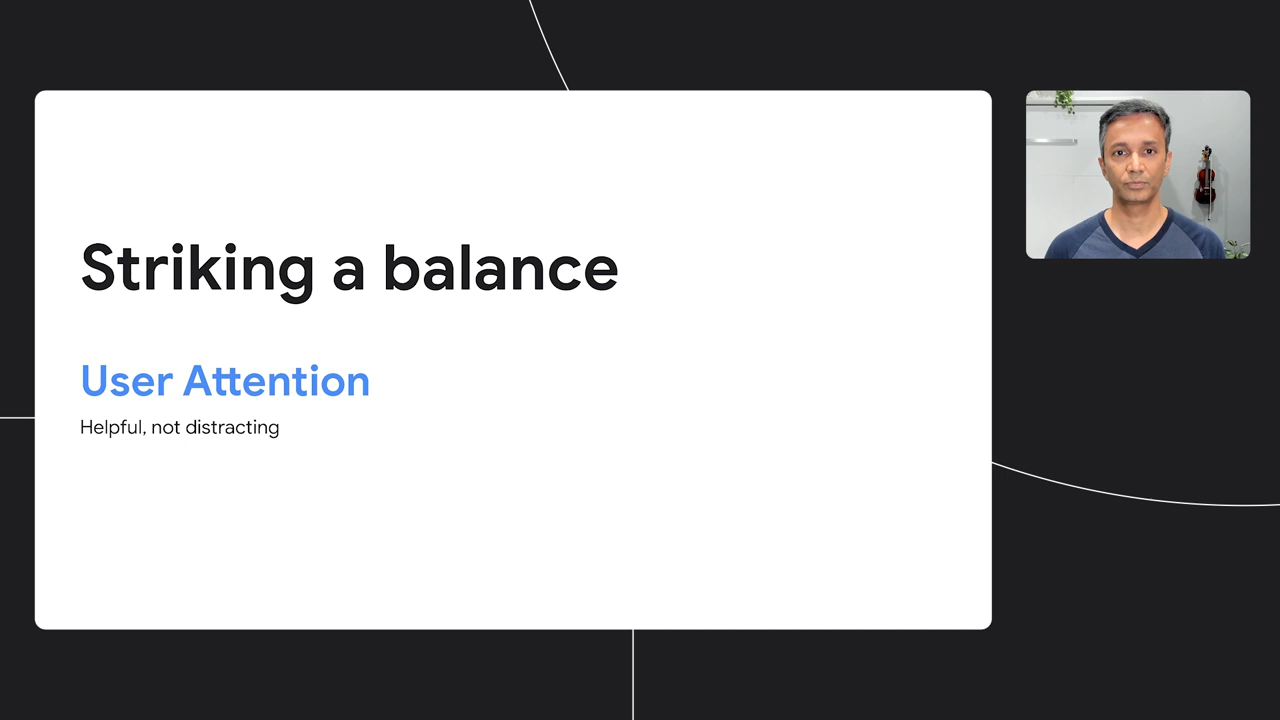 Striking a balance
User Attention
Helpful, not distracting